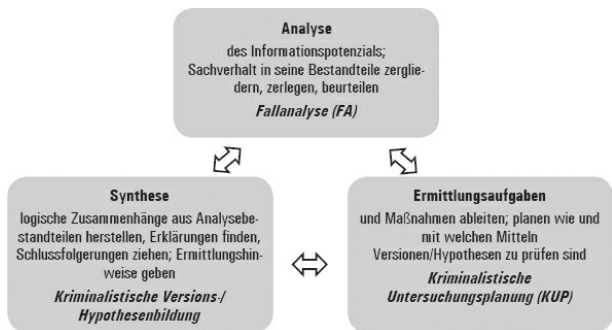 Analyse
des Informationspotenzials;
Sachverhalt in seine Bestandteile zerglie-
dern, zerlegen, beurteilen
Fallanalyse (FA)
Synthese
logische Zusammenhänge aus Analysebe-
standteilen herstellen, Erklärungen finden,
Schlussfolgerungen ziehen; Ermittlungshin-
weise geben
Kriminalistische Versions-/
Hypothesenbildung
Ermittlungsaufgaben
und Maßnahmen ableiten; planen wie und
mit welchen Mitteln
Versionen/Hypothesen zu prüfen sind
Kriminalistische
Untersuchungsplanung (KUP)